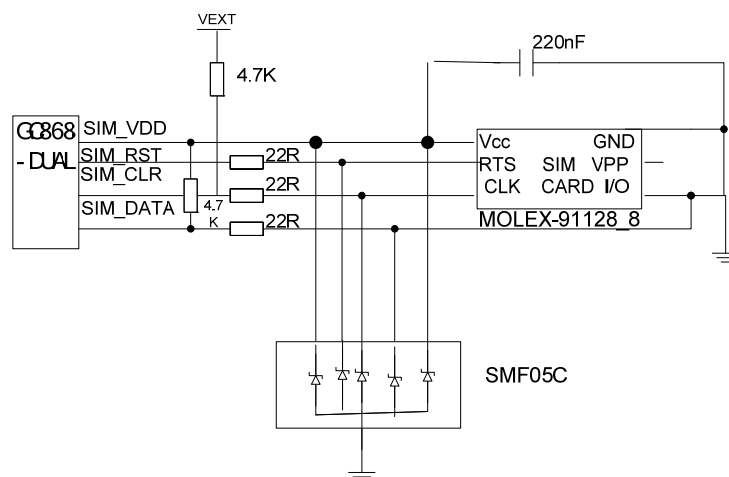 VEXT
220nF
4.7K
GC868
- DUAL
SIM_VDD
SIM_RST
SIM_CLR
SIM_DATA
22R
22R
22R
4.7
K
Vcc GND
RTS SIM VPP
CLK CARD I/O
MOLEX-91128_8
SMF05C